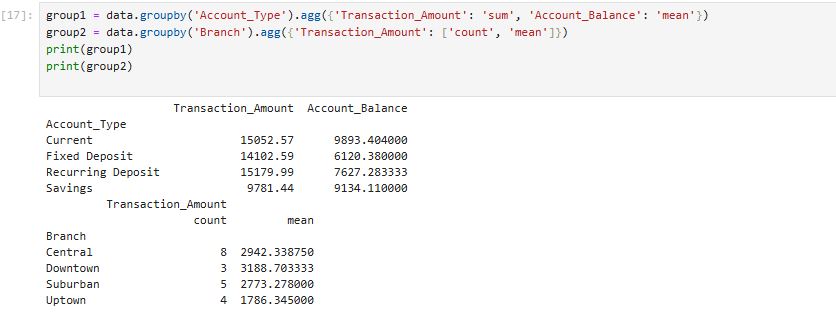 [17]: group1 = data.groupby('Account_Type').agg({'Transaction_Amount': 'sum', 'Account_Balance': 'mean'})
group2 = data.groupby('Branch').agg({'Transaction_Amount': ['count', 'mean']})
print(group1)
print(group2)
Transaction_Amount  Account_Balance
Account_Type
Current 15052.57 9893.404000
Fixed Deposit 14102.59 6120.380000
Recurring Deposit 15179.99 7627.283333
Savings 9781.44 9134.110000
Transaction_Amount
count mean
Branch
Central 8 2942.338750
Downtown 3 3188.703333
Suburban 5 2773.278000
Uptown 4 1786.345000